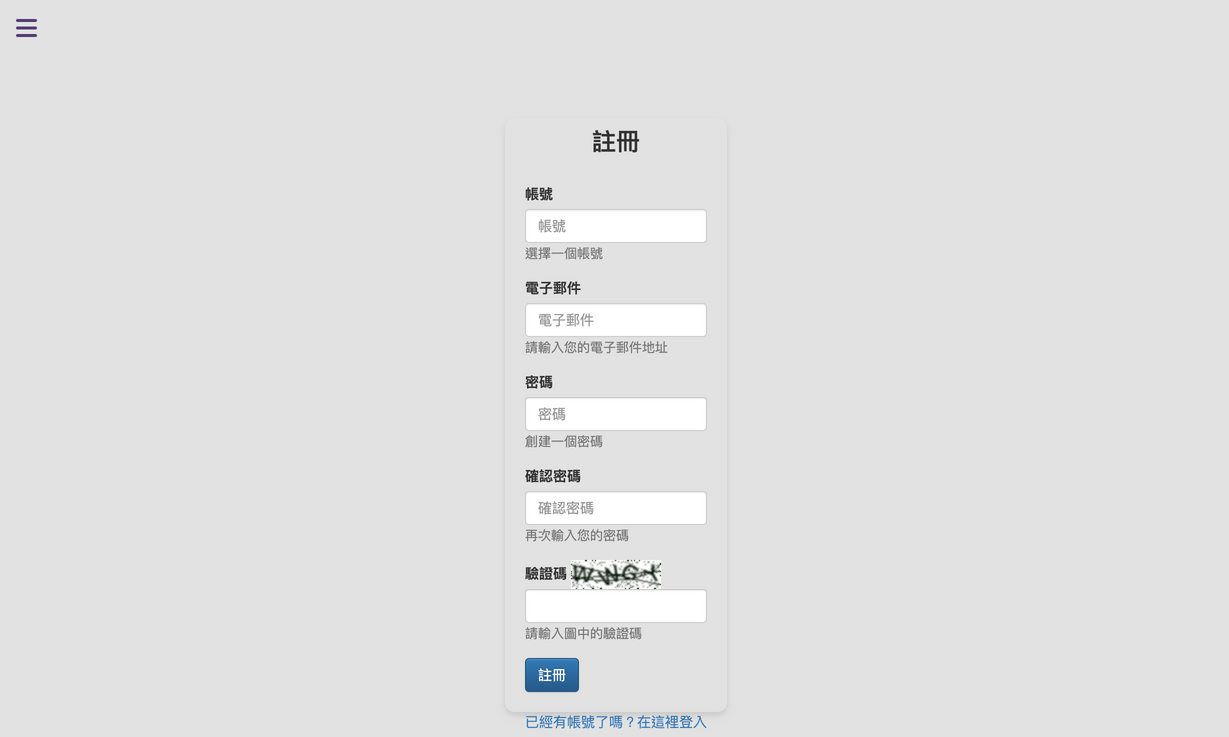 註冊
帳號
帳號
選擇一個帳號
電子郵件
電子郵件
請輸入您的電子郵件地址
密碼
密碼
創建一個密碼
確認密碼
確認密碼
再次輸入您的密碼
驗證碼
請輸入圖中的驗證碼
註冊
已經有帳號了嗎？在這裡登入